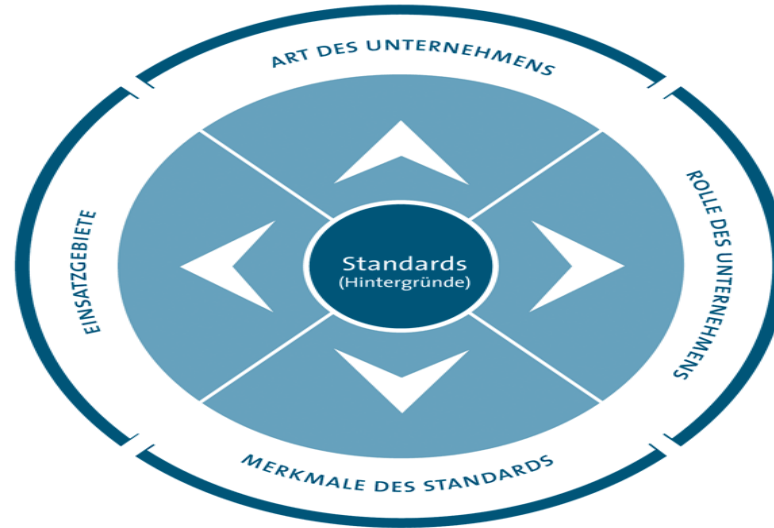 ART DES UNTERNEHMENS
EINSATZGEBIETE
ROLLE DES UNTERNEHMENS
Standards
(Hintergründe)
MERKMALE DES STANDARDS